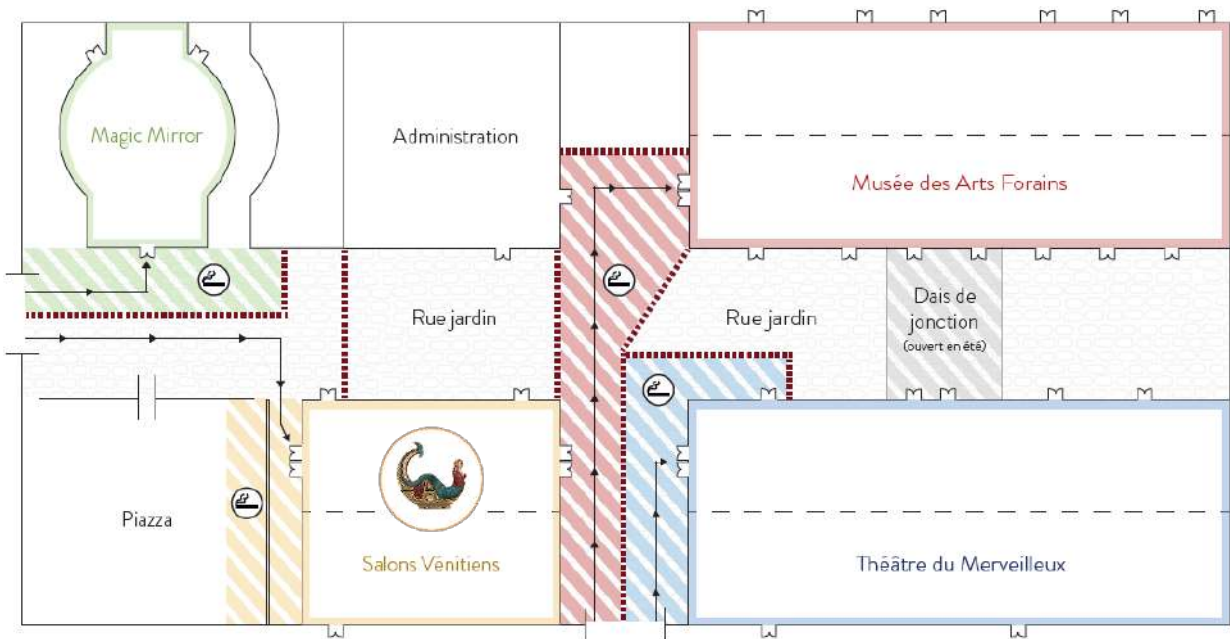 Magic Mirror
Administration
Musée des Arts Forains
Rue jardin
Rue jardin
Dais de
jonction
(ouvert en été)
Piazza
Salons Vénitiens
Théâtre du Merveilleux